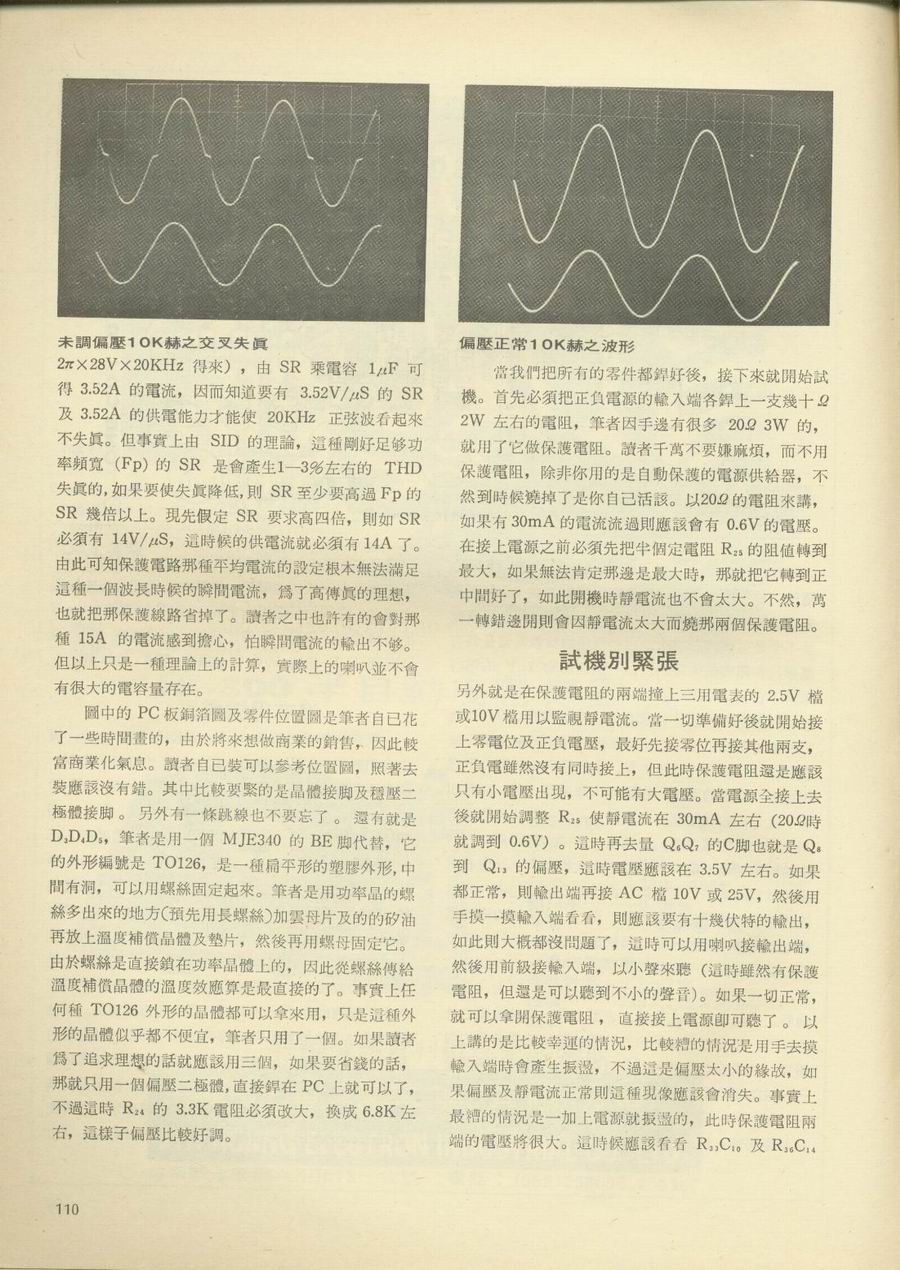 未調偏壓10K赫之交叉失眞
2π×28V×20KHz 得來），由 SR 乘電容 1μF 可
得 3.52A 的電流，因而知道要有 3.52V/μS 的 SR
及 3.52A 的供電能力才能使 20KHz 正弦波看起來
不失眞。但事實上由 SID 的理論，這種剛好足够功
率頻寬 (Fp) 的 SR 是會產生1—3%左右的 THD
失眞的,如果要使失眞降低,則 SR 至少要高過 Fp 的
SR 幾倍以上。現先假定 SR 要求高四倍，則如 SR
必須有 14V/μS，這時候的供電流就必須有 14A 了。
由此可知保護電路那種平均電流的設定根本無法滿足
這種一個波長時候的瞬間電流，爲了高傳眞的理想，
也就把那保護線路省掉了。讀者之中也許有的會對那
種 15A 的電流感到擔心，怕瞬間電流的輸出不够。
但以上只是一種理論上的計算，實際上的喇叭並不會
有很大的電容量存在。
圖中的 PC 板銅箔圖及零件位置圖是筆者自已花
了一些時間畫的，由於將來想做商業的銷售，因此較
富商業化氣息。讀者自已裝可以參考位置圖，照著去
裝應該沒有錯。其中比較要緊的是晶體接脚及穩壓二
極體接脚。另外有一條跳線也不要忘了。還有就是
D₃D₄D₅，筆者是用一個 MJE340 的 BE 脚代替，它
的外形編號是 TO126，是一種扁平形的塑膠外形,中
間有洞，可以用螺絲固定起來。筆者是用功率晶的螺
絲多出來的地方(預先用長螺絲)加雲母片及的的矽油
再放上溫度補償晶體及墊片，然後再用螺母固定它。
由於螺絲是直接鎖在功率晶體上的，因此從螺絲傳給
溫度補償晶體的溫度效應算是最直接的了。事實上任
何種 TO126 外形的晶體都可以拿來用，只是這種外
形的晶體似乎都不便宜，筆者只用了一個。如果讀者
爲了追求理想的話就應該用三個，如果要省錢的話，
那就只用一個偏壓二極體,直接銲在 PC 上就可以了，
不過這時 R₂₄ 的 3.3K 電阻必須改大，換成 6.8K 左
右，這樣子偏壓比較好調。
110
偏壓正常10K赫之波形
當我們把所有的零件都銲好後，接下來就開始試
機。首先必須把正負電源的輸入端各銲上一支幾十Ω
2W 左右的電阻，筆者因手邊有很多 20Ω 3W 的，
就用了它做保護電阻。讀者千萬不要嫌麻煩，而不用
保護電阻，除非你用的是自動保護的電源供給器，不
然到時候燒掉了是你自己活該。以20Ω 的電阻來講，
如果有 30mA 的電流流過則應該會有 0.6V 的電壓。
在接上電源之前必須先把半個定電阻 R₂₅ 的阻值轉到
最大，如果無法肯定那邊是最大時，那就把它轉到正
中間好了，如此開機時靜電流也不會太大。不然，萬
一轉錯邊開則會因靜電流太大而燒那兩個保護電阻。
試機別緊張
另外就是在保護電阻的兩端撞上三用電表的 2.5V 檔
或10V 檔用以監視靜電流。當一切準備好後就開始接
上零電位及正負電壓，最好先接零位再接其他兩支，
正負電雖然沒有同時接上，但此時保護電阻還是應該
只有小電壓出現，不可能有大電壓。當電源全接上去
後就開始調整 R₂₅ 使靜電流在 30mA 左右 (20Ω時
就調到 0.6V)。這時再去量 Q₆Q₇ 的C脚也就是 Q₈
到 Q₁₃ 的偏壓，這時電壓應該在 3.5V 左右。如果
都正常，則輸出端再接 AC 檔 10V 或 25V，然後用
手摸一摸輸入端看看，則應該要有十幾伏特的輸出，
如此則大概都沒問題了，這時可以用喇叭接輸出端，
然後用前級接輸入端，以小聲來聽（這時雖然有保護
電阻，但還是可以聽到不小的聲音)。如果一切正常，
就可以拿開保護電阻，直接接上電源卽可聽了。以
上講的是比較幸運的情況，比較糟的情況是用手去摸
輸入端時會產生振盪，不過這是偏壓太小的緣故，如
果偏壓及靜電流正常則這種現像應該會消失。事實上
最糟的情況是一加上電源就振盪的，此時保護電阻兩
端的電壓將很大。這時候應該看看 R₃₃C₁₀ 及 R₃₆C₁₄